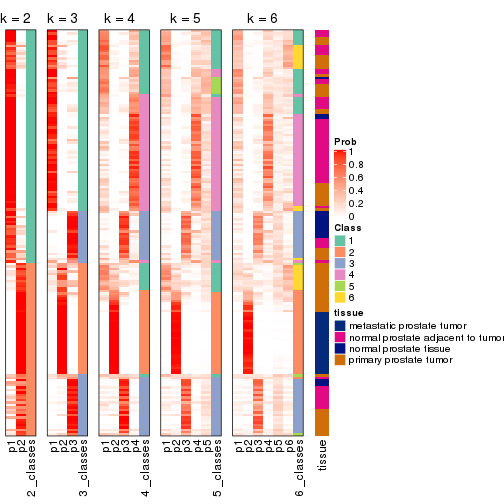 k = 2
k = 3
k = 4
k = 5
k = 6
Prob
1
0.8
0.6
0.4
0.2
0
Class
1
2
3
4
5
6
tissue
metastatic prostate tumor
normal prostate adjacent to tumor
normal prostate tissue
primary prostate tumor
p1
p2
2_classes
p1
p2
p3
3_classes
p1
p2
p3
p4
4_classes
p1
p2
p3
p4
p5
5_classes
p1
p2
p3
p4
p5
p6
6_classes
tissue